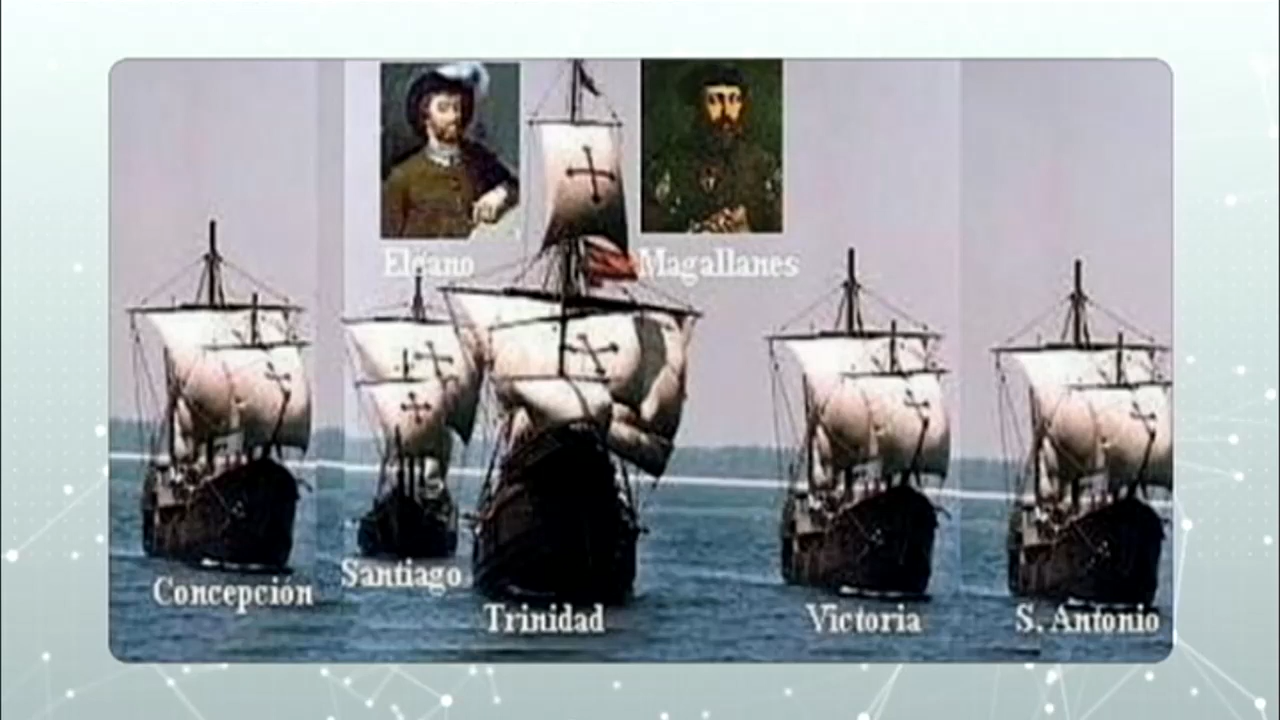 Elcano
Magallanes
Concepción
Santiago
Trinidad
Victoria
S. Antonio